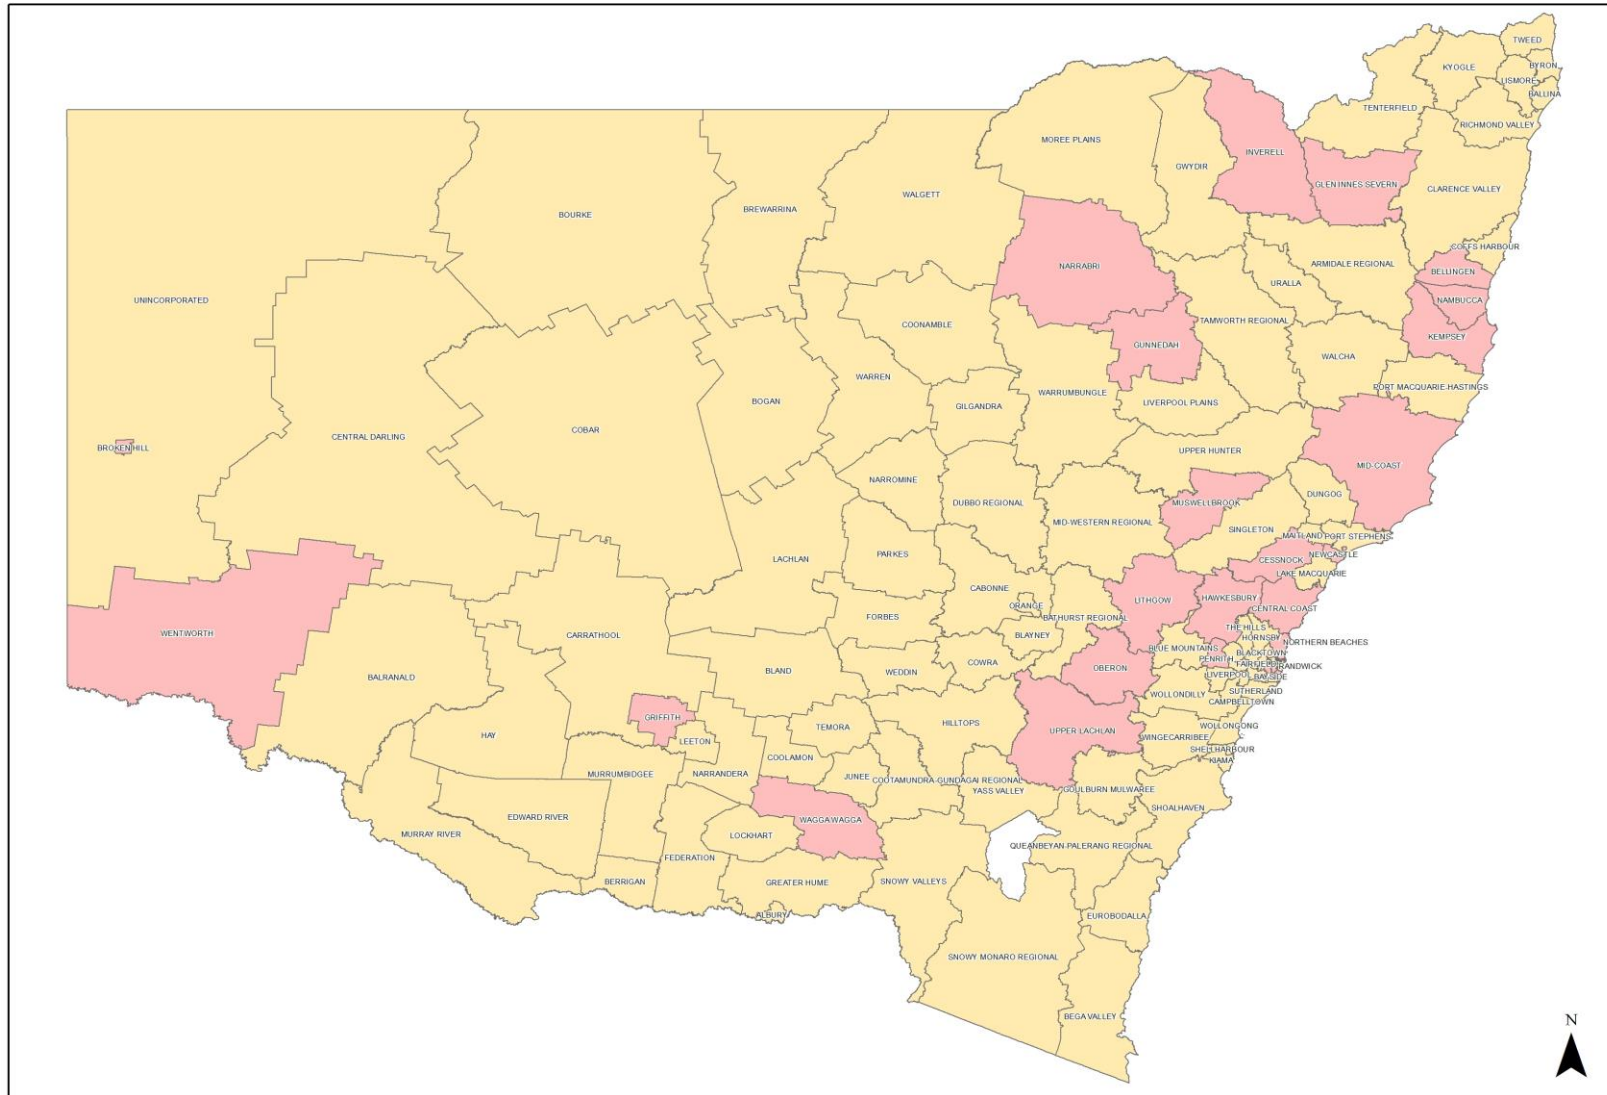 TWEED
KYOGLE
BYRON
LISMORE
BALLINA
TENTERFIELD
RICHMOND VALLEY
MOREE PLAINS
INVERELL
GWYDIR
GLEN INNES SEVERN
CLARENCE VALLEY
WALGETT
BREWARRINA
BOURKE
COFFS HARBOUR
NARRABRI
ARMIDALE REGIONAL
BELLINGEN
URALLA
UNINCORPORATED
NAMBUCCA
TAMWORTH REGIONAL
COONAMBLE
KEMPSEY
GUNNEDAH
WALCHA
WARREN
PORT MACQUARIE-HASTINGS
WARRUMBUNGLE
LIVERPOOL PLAINS
BOGAN
GILGANDRA
COBAR
CENTRAL DARLING
BROKEN HILL
UPPER HUNTER
MID-COAST
NARROMINE
DUNGOG
DUBBO REGIONAL
MUSWELLBROOK
MID-WESTERN REGIONAL
SINGLETON
MAITLAND
PORT STEPHENS
PARKES
NEWCASTLE
LACHLAN
CESSNOCK
LAKE MACQUARIE
CABONNE
LITHGOW
HAWKESBURY
ORANGE
CENTRAL COAST
FORBES
BATHURST REGIONAL
THE HILLS
WENTWORTH
CARRATHOOL
BLAYNEY
HORNSBY
NORTHERN BEACHES
BLUE MOUNTAINS
BLACKTOWN
PENRITH
COWRA
FAIRFIELD
RANDWICK
OBERON
BLAND
WEDDIN
LIVERPOOL
BAYSIDE
BALRANALD
SUTHERLAND
WOLLONDILLY
CAMPBELLTOWN
GRIFFITH
HILLTOPS
TEMORA
WOLLONGONG
UPPER LACHLAN
HAY
WINGECARRIBEE
LEETON
SHELLHARBOUR
COOLAMON
KIAMA
MURRUMBIDGEE
NARRANDERA
JUNEE
COOTAMUNDRA-GUNDAGAI REGIONAL
YASS VALLEY
GOULBURN MULWAREE
SHOALHAVEN
EDWARD RIVER
WAGGA WAGGA
MURRAY RIVER
LOCKHART
QUEANBEYAN-PALERANG REGIONAL
FEDERATION
BERRIGAN
GREATER HUME
SNOWY VALLEYS
ALBURY
EUROBODALLA
SNOWY MONARO REGIONAL
BEGA VALLEY
N